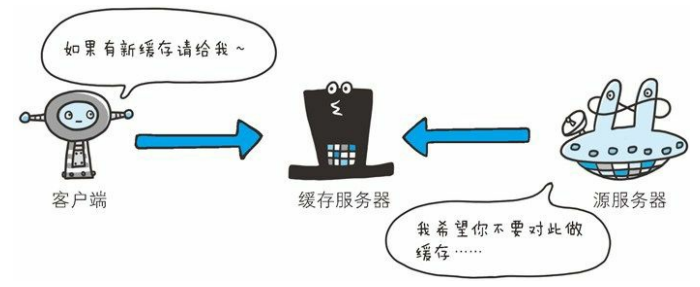 如果有新缓存请给我~
客户端
缓存服务器
源服务器
我希望你不要对此做
缓存……